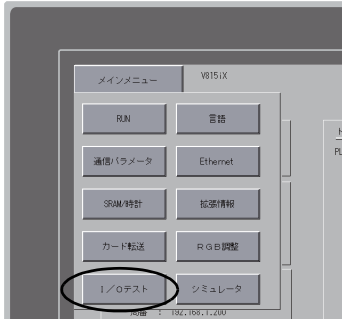 メインメニュー V815iX
RUN 言語
通信パラメータ Ethernet
SRAM/時計 拡張情報
カード転送 RGB調整
I/Oテスト シミュレータ
: 192.168.1.200